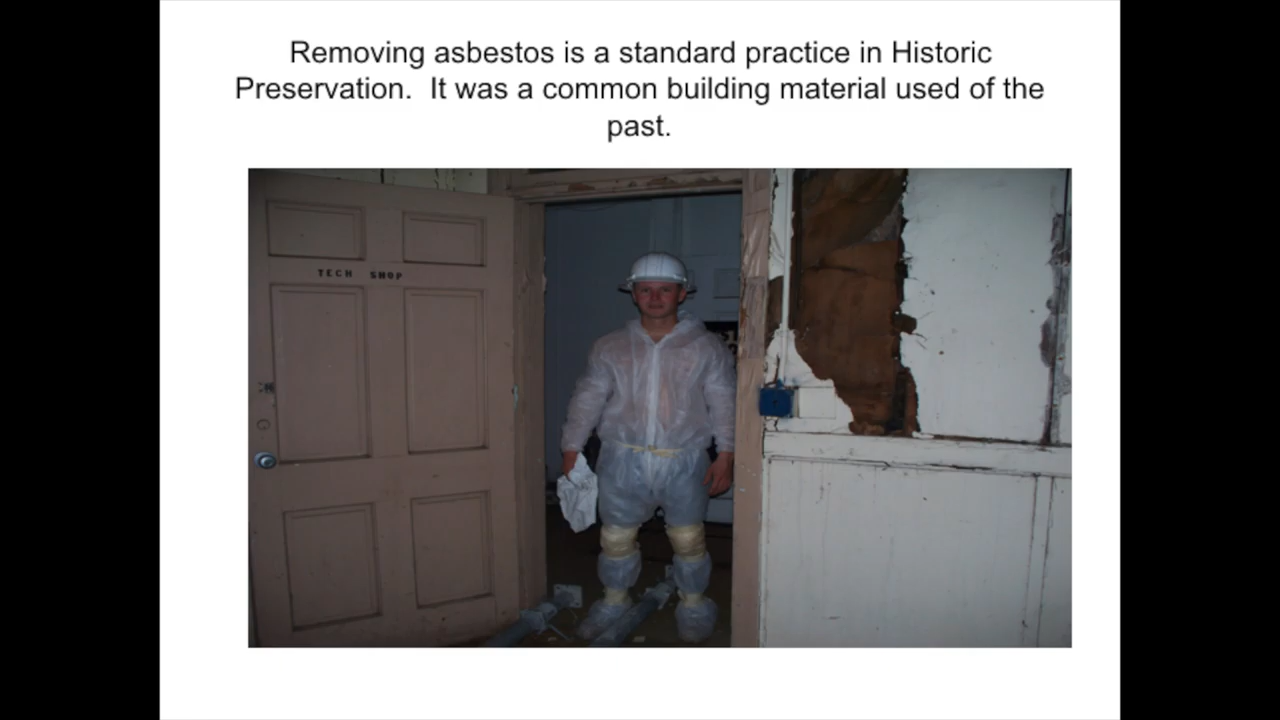 Removing asbestos is a standard practice in Historic
Preservation.  It was a common building material used of the
past.
TECH SHOP